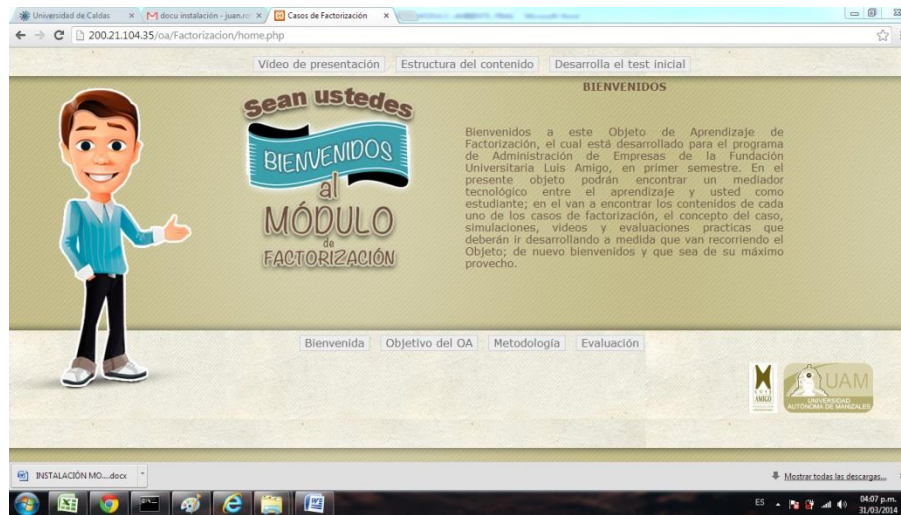 Universidad de Caldas
docu instalación - juan.ro
Casos de Factorización
200.21.104.35/oa/Factorizacion/home.php
Vídeo de presentación
Estructura del contenido
Desarrolla el test inicial
Sean ustedes
BIENVENIDOS
al
MÓDULO
de
FACTORIZACIÓN
BIENVENIDOS
Bienvenidos a este Objeto de Aprendizaje de
Factorización, el cual está desarrollado para el programa
de Administración de Empresas de la Fundación
Universitaria Luis Amigo, en primer semestre. En el
presente objeto podrán encontrar un mediador
tecnológico entre el aprendizaje y usted como
estudiante; en el van a encontrar los contenidos de cada
uno de los casos de factorización, el concepto del caso,
simulaciones, videos y evaluaciones practicas que
deberán ir desarrollando a medida que van recorriendo el
Objeto; de nuevo bienvenidos y que sea de su máximo
provecho.
Bienvenida
Objetivo del OA
Metodología
Evaluación
LUIS
AMIGÓ
UAM
UNIVERSIDAD
AUTÓNOMA DE MANIZALES
INSTALACIÓN MO....docx
Mostrar todas las descargas...
ES
04:07 p.m.
31/03/2014